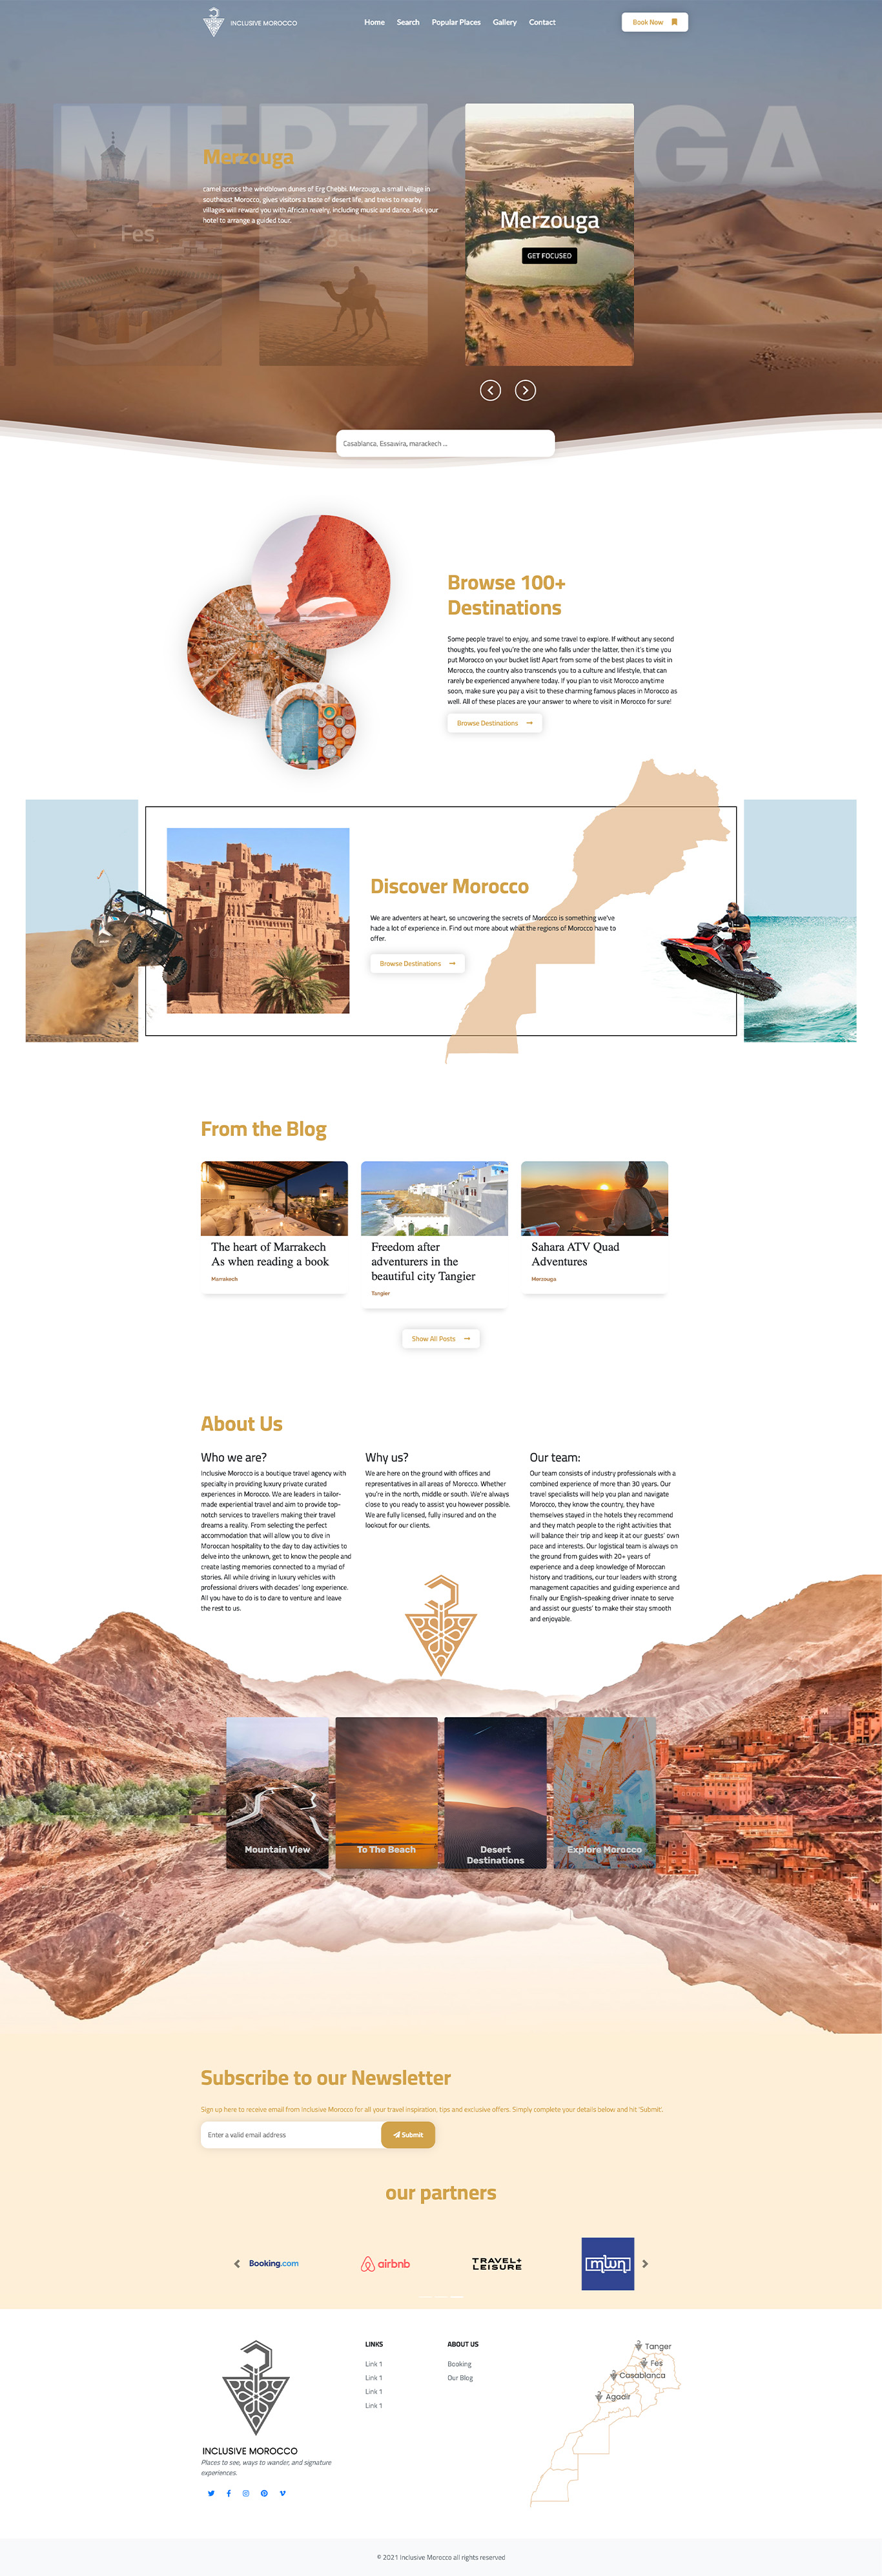 INCLUSIVE MOROCCO
Home Search Popular Places Gallery Contact
Book Now
MERZOUGA
Merzouga
camel across the windblown dunes of Erg Chebbi. Merzouga, a small village in
southeast Morocco, gives visitors a taste of desert life, and treks to nearby
villages will reward you with African revelry, including music and dance. Ask your
hotel to arrange a guided tour.
Fes
Agadir
Merzouga
GET FOCUSED
Casablanca, Essawira, marackech ...
Browse 100+
Destinations
Some people travel to enjoy, and some travel to explore. If without any second
thoughts, you feel you're the one who falls under the latter, then it's time you
put Morocco on your bucket list! Apart from some of the best places to visit in
Morocco, the country also transcends you to a culture and lifestyle, that can
rarely be experienced anywhere today. If you plan to visit Morocco anytime
soon, make sure you pay a visit to these charming famous places in Morocco as
well. All of these places are your answer to where to visit in Morocco for sure!
Browse Destinations
Discover Morocco
We are adventers at heart, so uncovering the secrets of Morocco is something we've
hade a lot of experience in. Find out more about what the regions of Morocco have to
offer.
Browse Destinations
From the Blog
The heart of Marrakech
As when reading a book
Marrakech
Freedom after
adventurers in the
beautiful city Tangier
Tangier
Sahara ATV Quad
Adventures
Merzouga
Show All Posts
About Us
Who we are?
Inclusive Morocco is a boutique travel agency with
specialty in providing luxury private curated
experiences in Morocco. We are leaders in tailor-
made experiential travel and aim to provide top-
notch services to travellers making their travel
dreams a reality. From selecting the perfect
accommodation that will allow you to dive in
Moroccan hospitality to the day to day activities to
delve into the unknown, get to know the people and
create lasting memories connected to a myriad of
stories. All while driving in luxury vehicles with
professional drivers with decades' long experience.
All you have to do is to dare to venture and leave
the rest to us.
Why us?
We are here on the ground with offices and
representatives in all areas of Morocco. Whether
you're in the north, middle or south. We're always
close to you ready to assist you however possible.
We are fully licensed, fully insured and on the
lookout for our clients.
Our team:
Our team consists of industry professionals with a
combined experience of more than 30 years. Our
travel specialists will help you plan and navigate
Morocco, they know the country, they have
themselves stayed in the hotels they recommend
and they match people to the right activities that
will balance their trip and keep it at our guests' own
pace and interests. Our logistical team is always on
the ground from guides with 20+ years of
experience and a deep knowledge of Moroccan
history and traditions, our tour leaders with strong
management capacities and guiding experience and
finally our English-speaking driver innate to serve
and assist our guests' to make their stay smooth
and enjoyable.
Mountain View
To The Beach
Desert
Destinations
Explore Morocco
Subscribe to our Newsletter
Sign up here to receive email from Inclusive Morocco for all your travel inspiration, tips and exclusive offers. Simply complete your details below and hit 'Submit'.
Enter a valid email address
Submit
our partners
Booking.com
airbnb
TRAVEL+
LEISURE
mwn
INCLUSIVE MOROCCO
Places to see, ways to wander, and signature
experiences.
LINKS
Link 1
Link 1
Link 1
Link 1
ABOUT US
Booking
Our Blog
Tanger
Fes
Casablanca
Agadir
© 2021 Inclusive Morocco all rights reserved